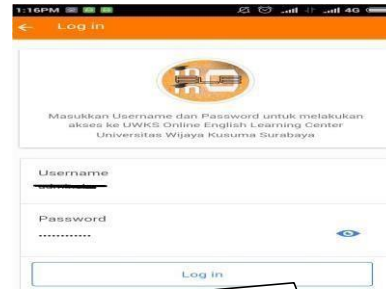 1:16PM 4G
Log in
Masukkan Username dan Password untuk melakukan
akses ke UWKS Online English Learning Center
Universitas Wijaya Kusuma Surabaya
Username
Password
Log in